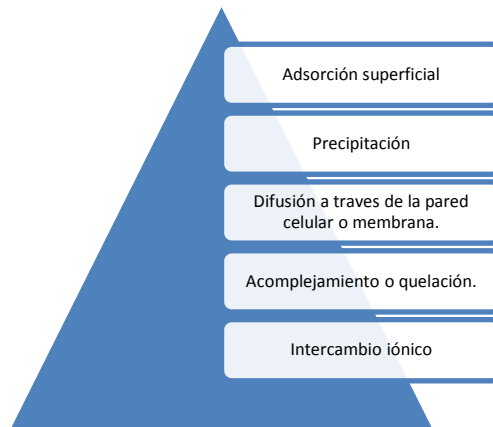 Adsorción superficial
Precipitación
Difusión a traves de la pared
celular o membrana.
Acomplejamiento o quelación.
Intercambio iónico